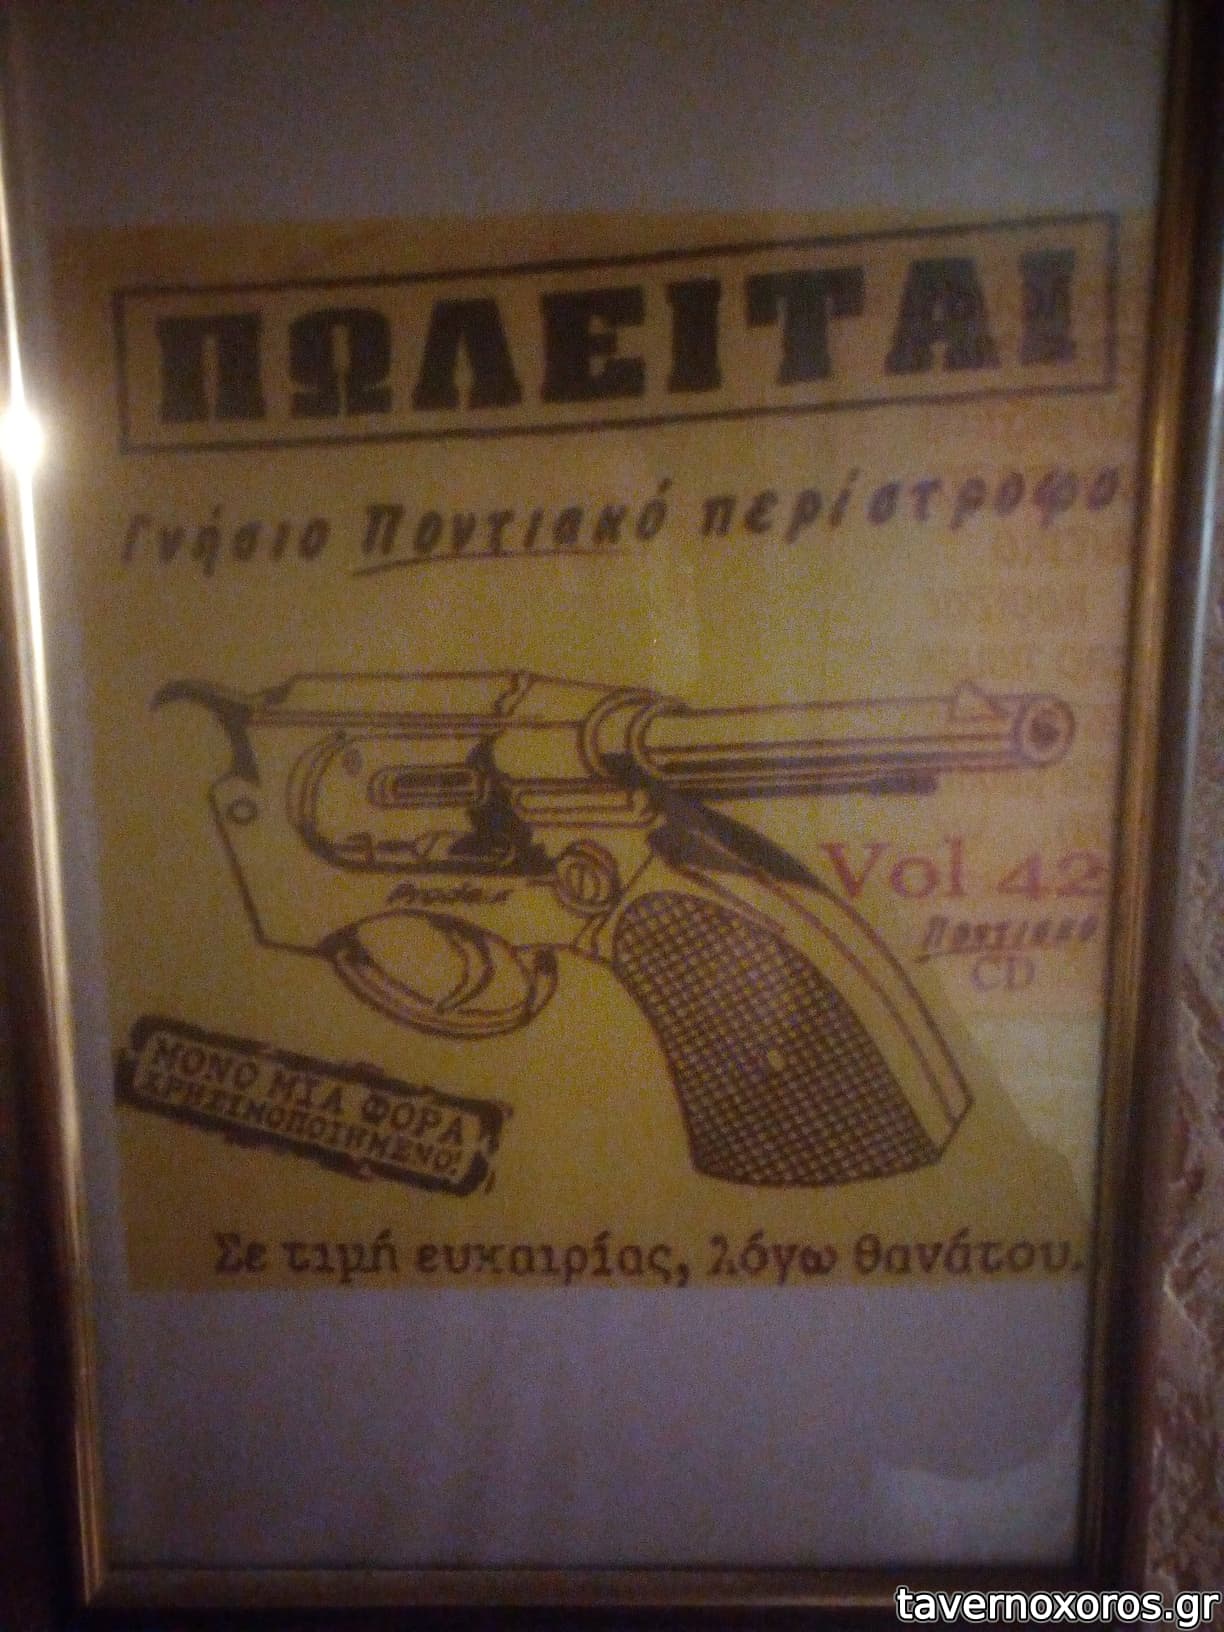 ΠΩΛΕΙΤΑΙ
Γνήσιο Ποντιακό περίστροφο
Vol 42
Ποντιακό
CD
ΜΟΝΟ ΜΙΑ ΦΟΡΑ
ΧΡΗΣΙΜΟΠΟΙΗΜΕΝΟ!
Σε τιμή ευκαιρίας, λόγω θανάτου.
tavernoxoros.gr